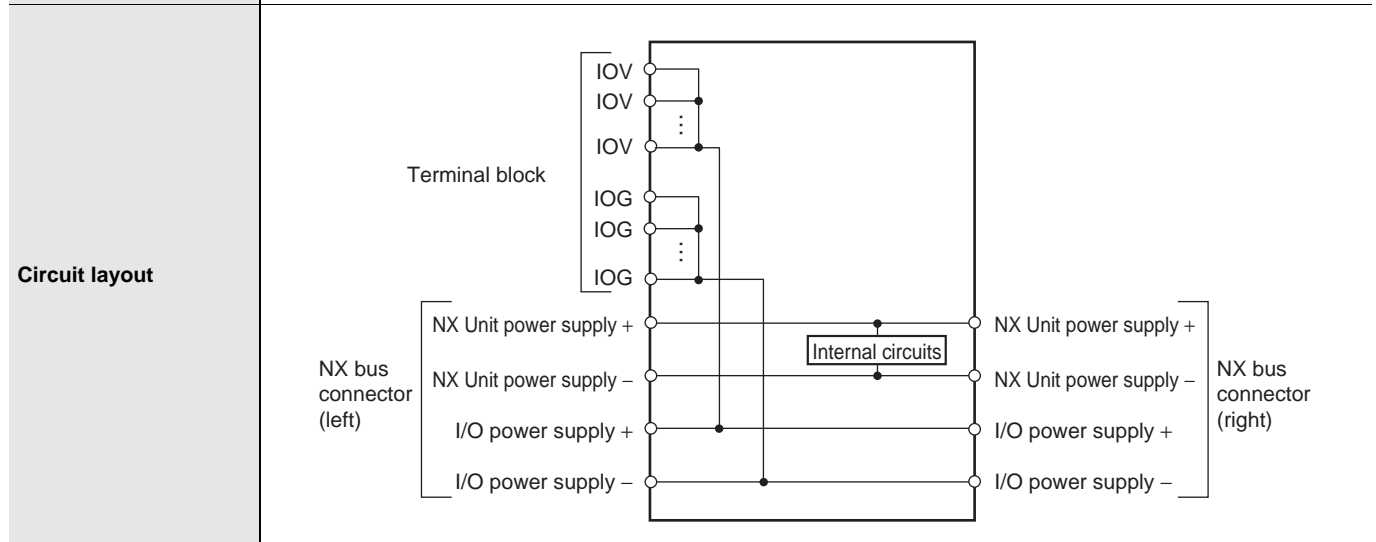 Circuit layout
Terminal block
IOV
IOV
⋮
IOV
IOG
IOG
⋮
IOG
NX bus
connector
(left)
NX Unit power supply +
NX Unit power supply −
I/O power supply +
I/O power supply −
Internal circuits
NX Unit power supply +
NX Unit power supply −
I/O power supply +
I/O power supply −
NX bus
connector
(right)